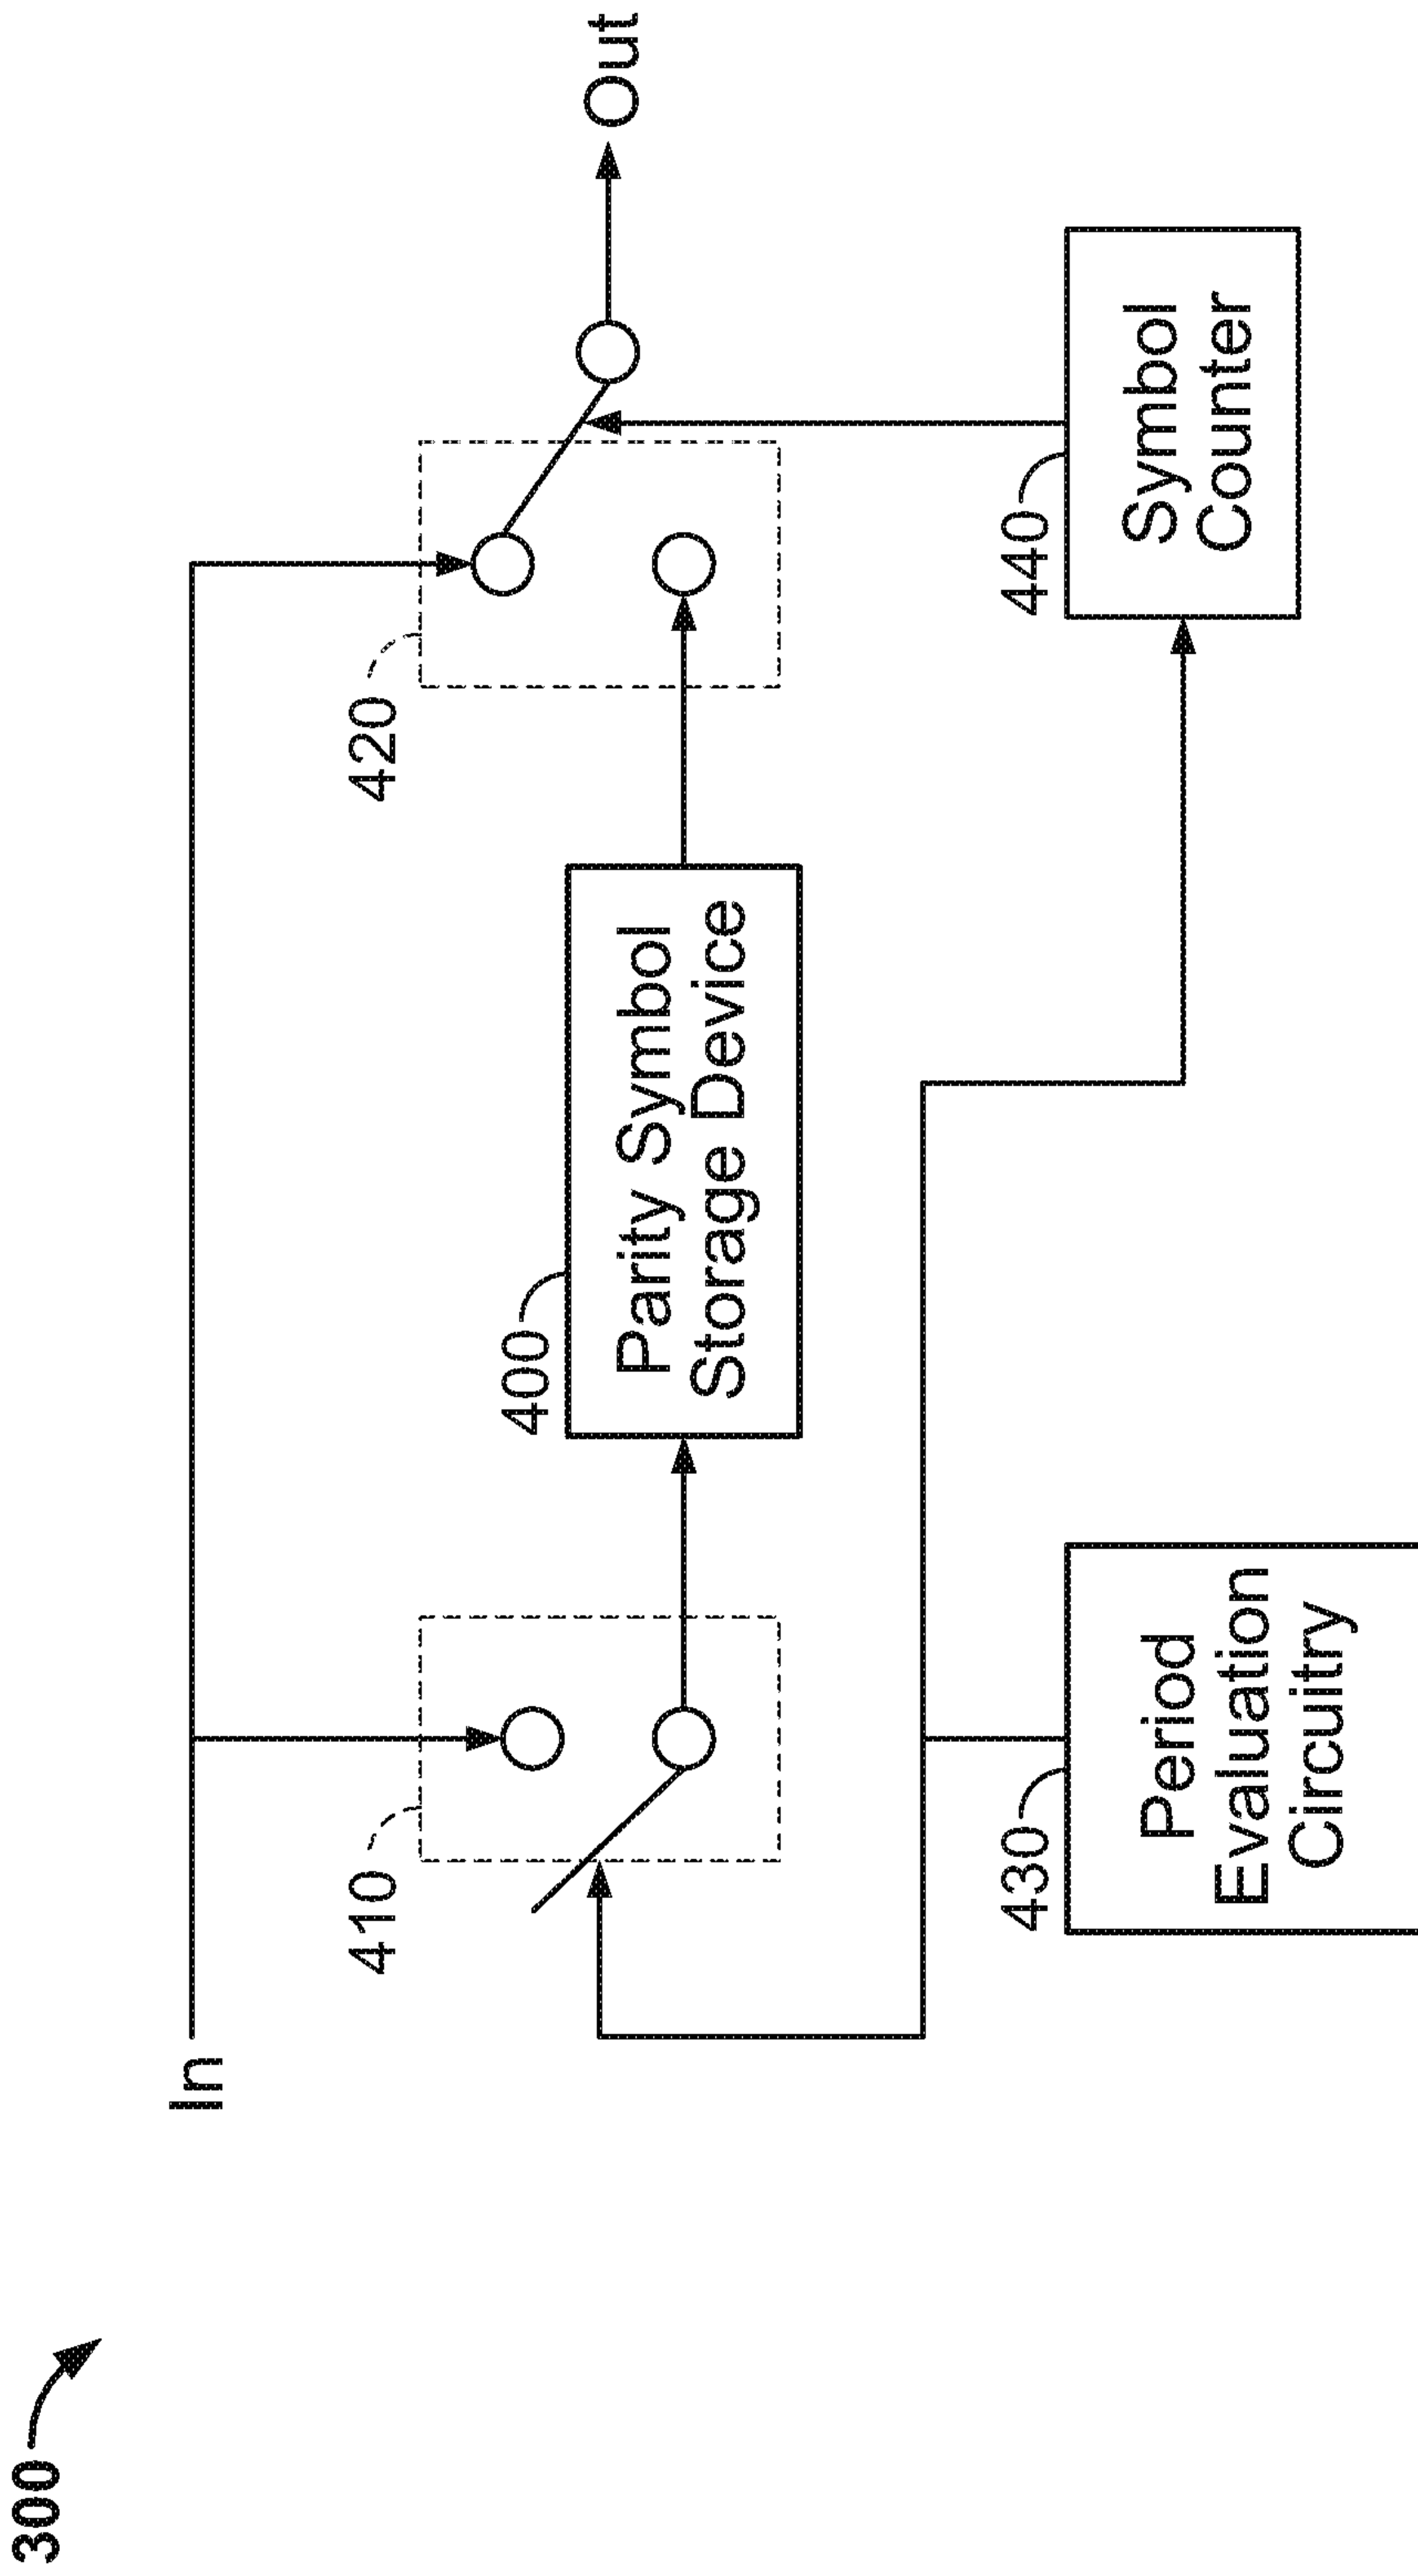 300
In
Out
410
420
400
Parity Symbol
Storage Device
430
Period
Evaluation
Circuitry
440
Symbol
Counter